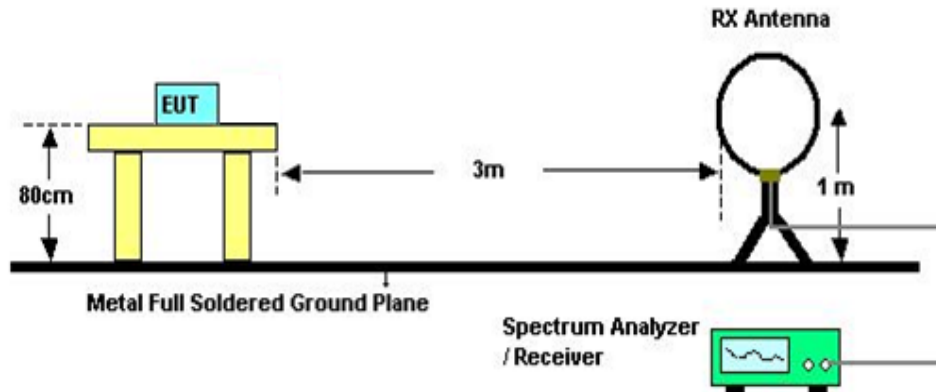 RX Antenna
EUT
3m
80cm
1 m
Metal Full Soldered Ground Plane
Spectrum Analyzer
/ Receiver